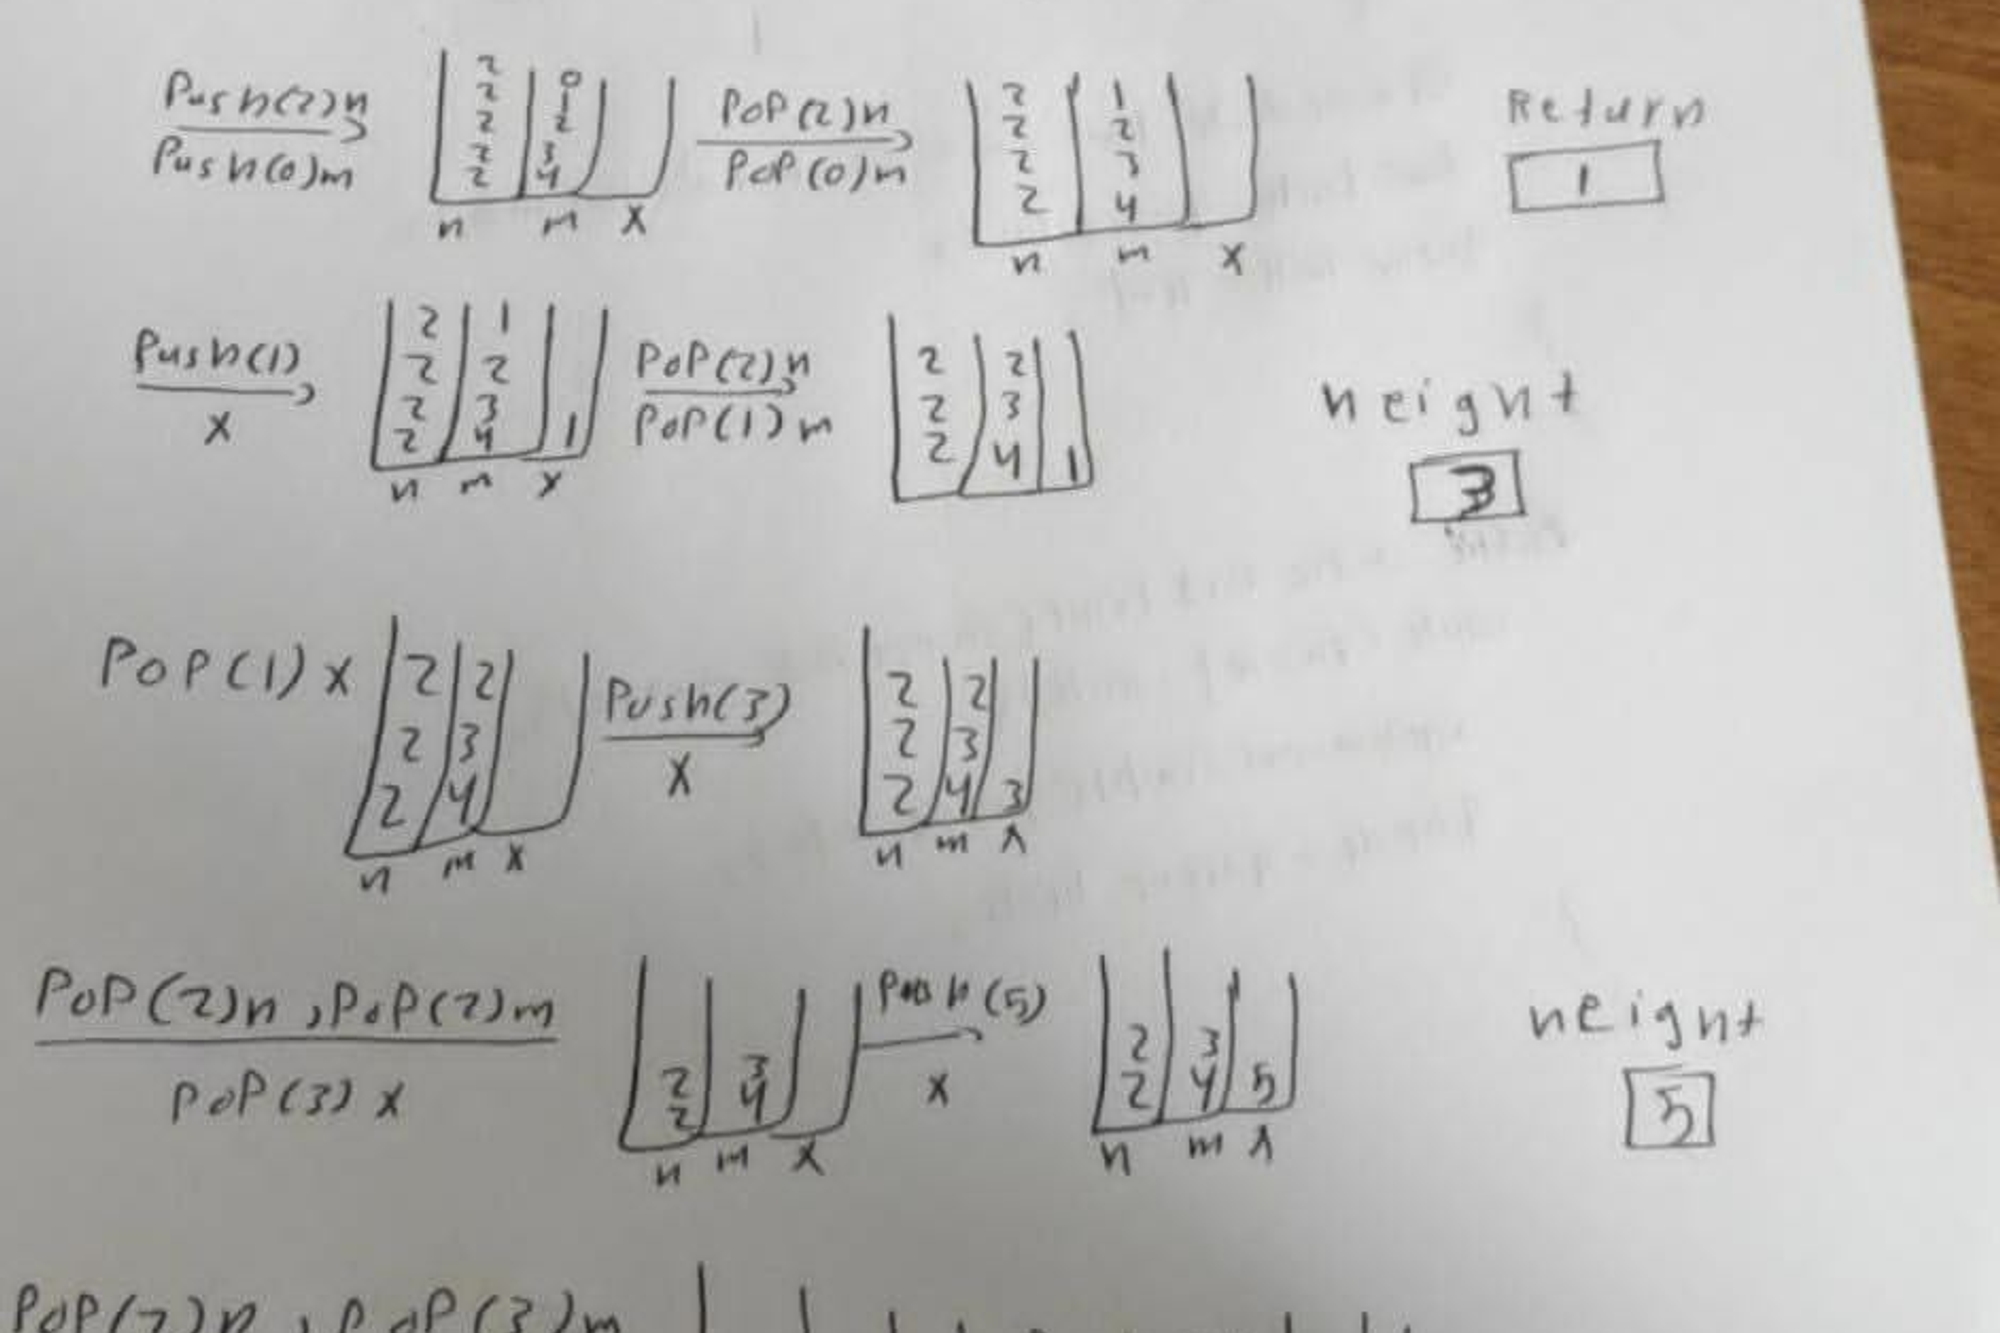 Push(2)n 2 0 PoP(2)n 2 1 Return
2 1 2 2
2 2 2 3
Push(0)m 2 3 PoP(0)m 2 4 1
2 4
n m x n m x
Push(1) 2 1 PoP(2)n 2 2 height
2 2 2 3
x 2 3 PoP(1)m 2 4 1 3
2 4 1
n m x
PoP(1)x 2 2 Push(3) 2 2
2 3 x 2 3
2 4 2 4 3
n m x n m x
PoP(2)n, PoP(2)m 2 3 Push(5) 2 3 height
PoP(3)x 2 4 x 2 4 5 5
n m x n m x
PoP(2)n, PoP(3)m